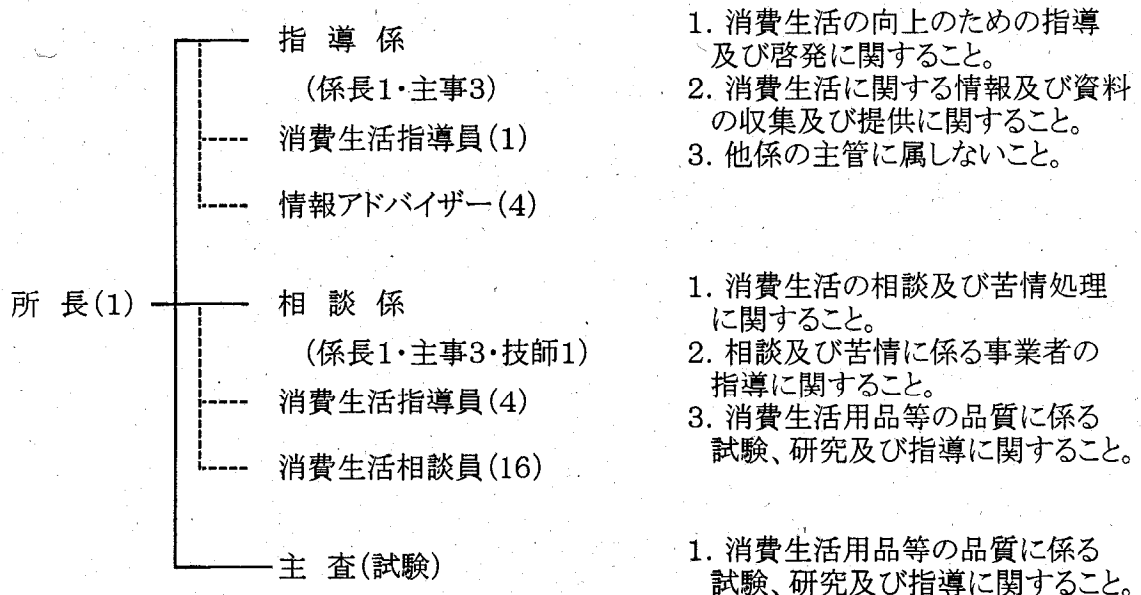 指 導 係
(係長1・主事3)
消費生活指導員(1)
情報アドバイザー(4)
1. 消費生活の向上のための指導
及び啓発に関すること。
2. 消費生活に関する情報及び資料
の収集及び提供に関すること。
3. 他係の主管に属しないこと。
所 長(1)
相 談 係
(係長1・主事3・技師1)
消費生活指導員(4)
消費生活相談員(16)
1. 消費生活の相談及び苦情処理
に関すること。
2. 相談及び苦情に係る事業者の
指導に関すること。
3. 消費生活用品等の品質に係る
試験、研究及び指導に関すること。
主 査(試験)
1. 消費生活用品等の品質に係る
試験、研究及び指導に関すること。